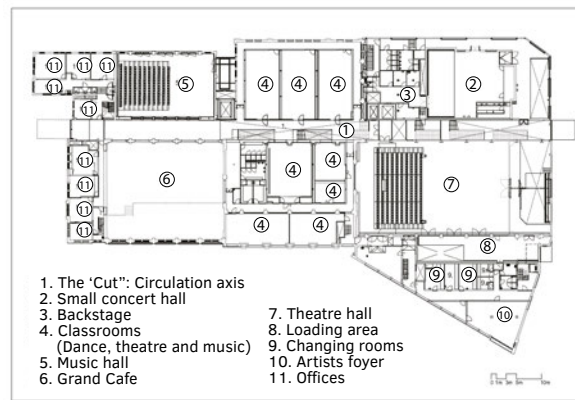 11 11 11 5 4 4 4 3 2
11
11
1
11 4 4
11 6 4 7
11 4 4
11 8
9 9
10
1. The ‘Cut”: Circulation axis
2. Small concert hall
3. Backstage
4. Classrooms
(Dance, theatre and music)
5. Music hall
6. Grand Cafe
7. Theatre hall
8. Loading area
9. Changing rooms
10. Artists foyer
11. Offices